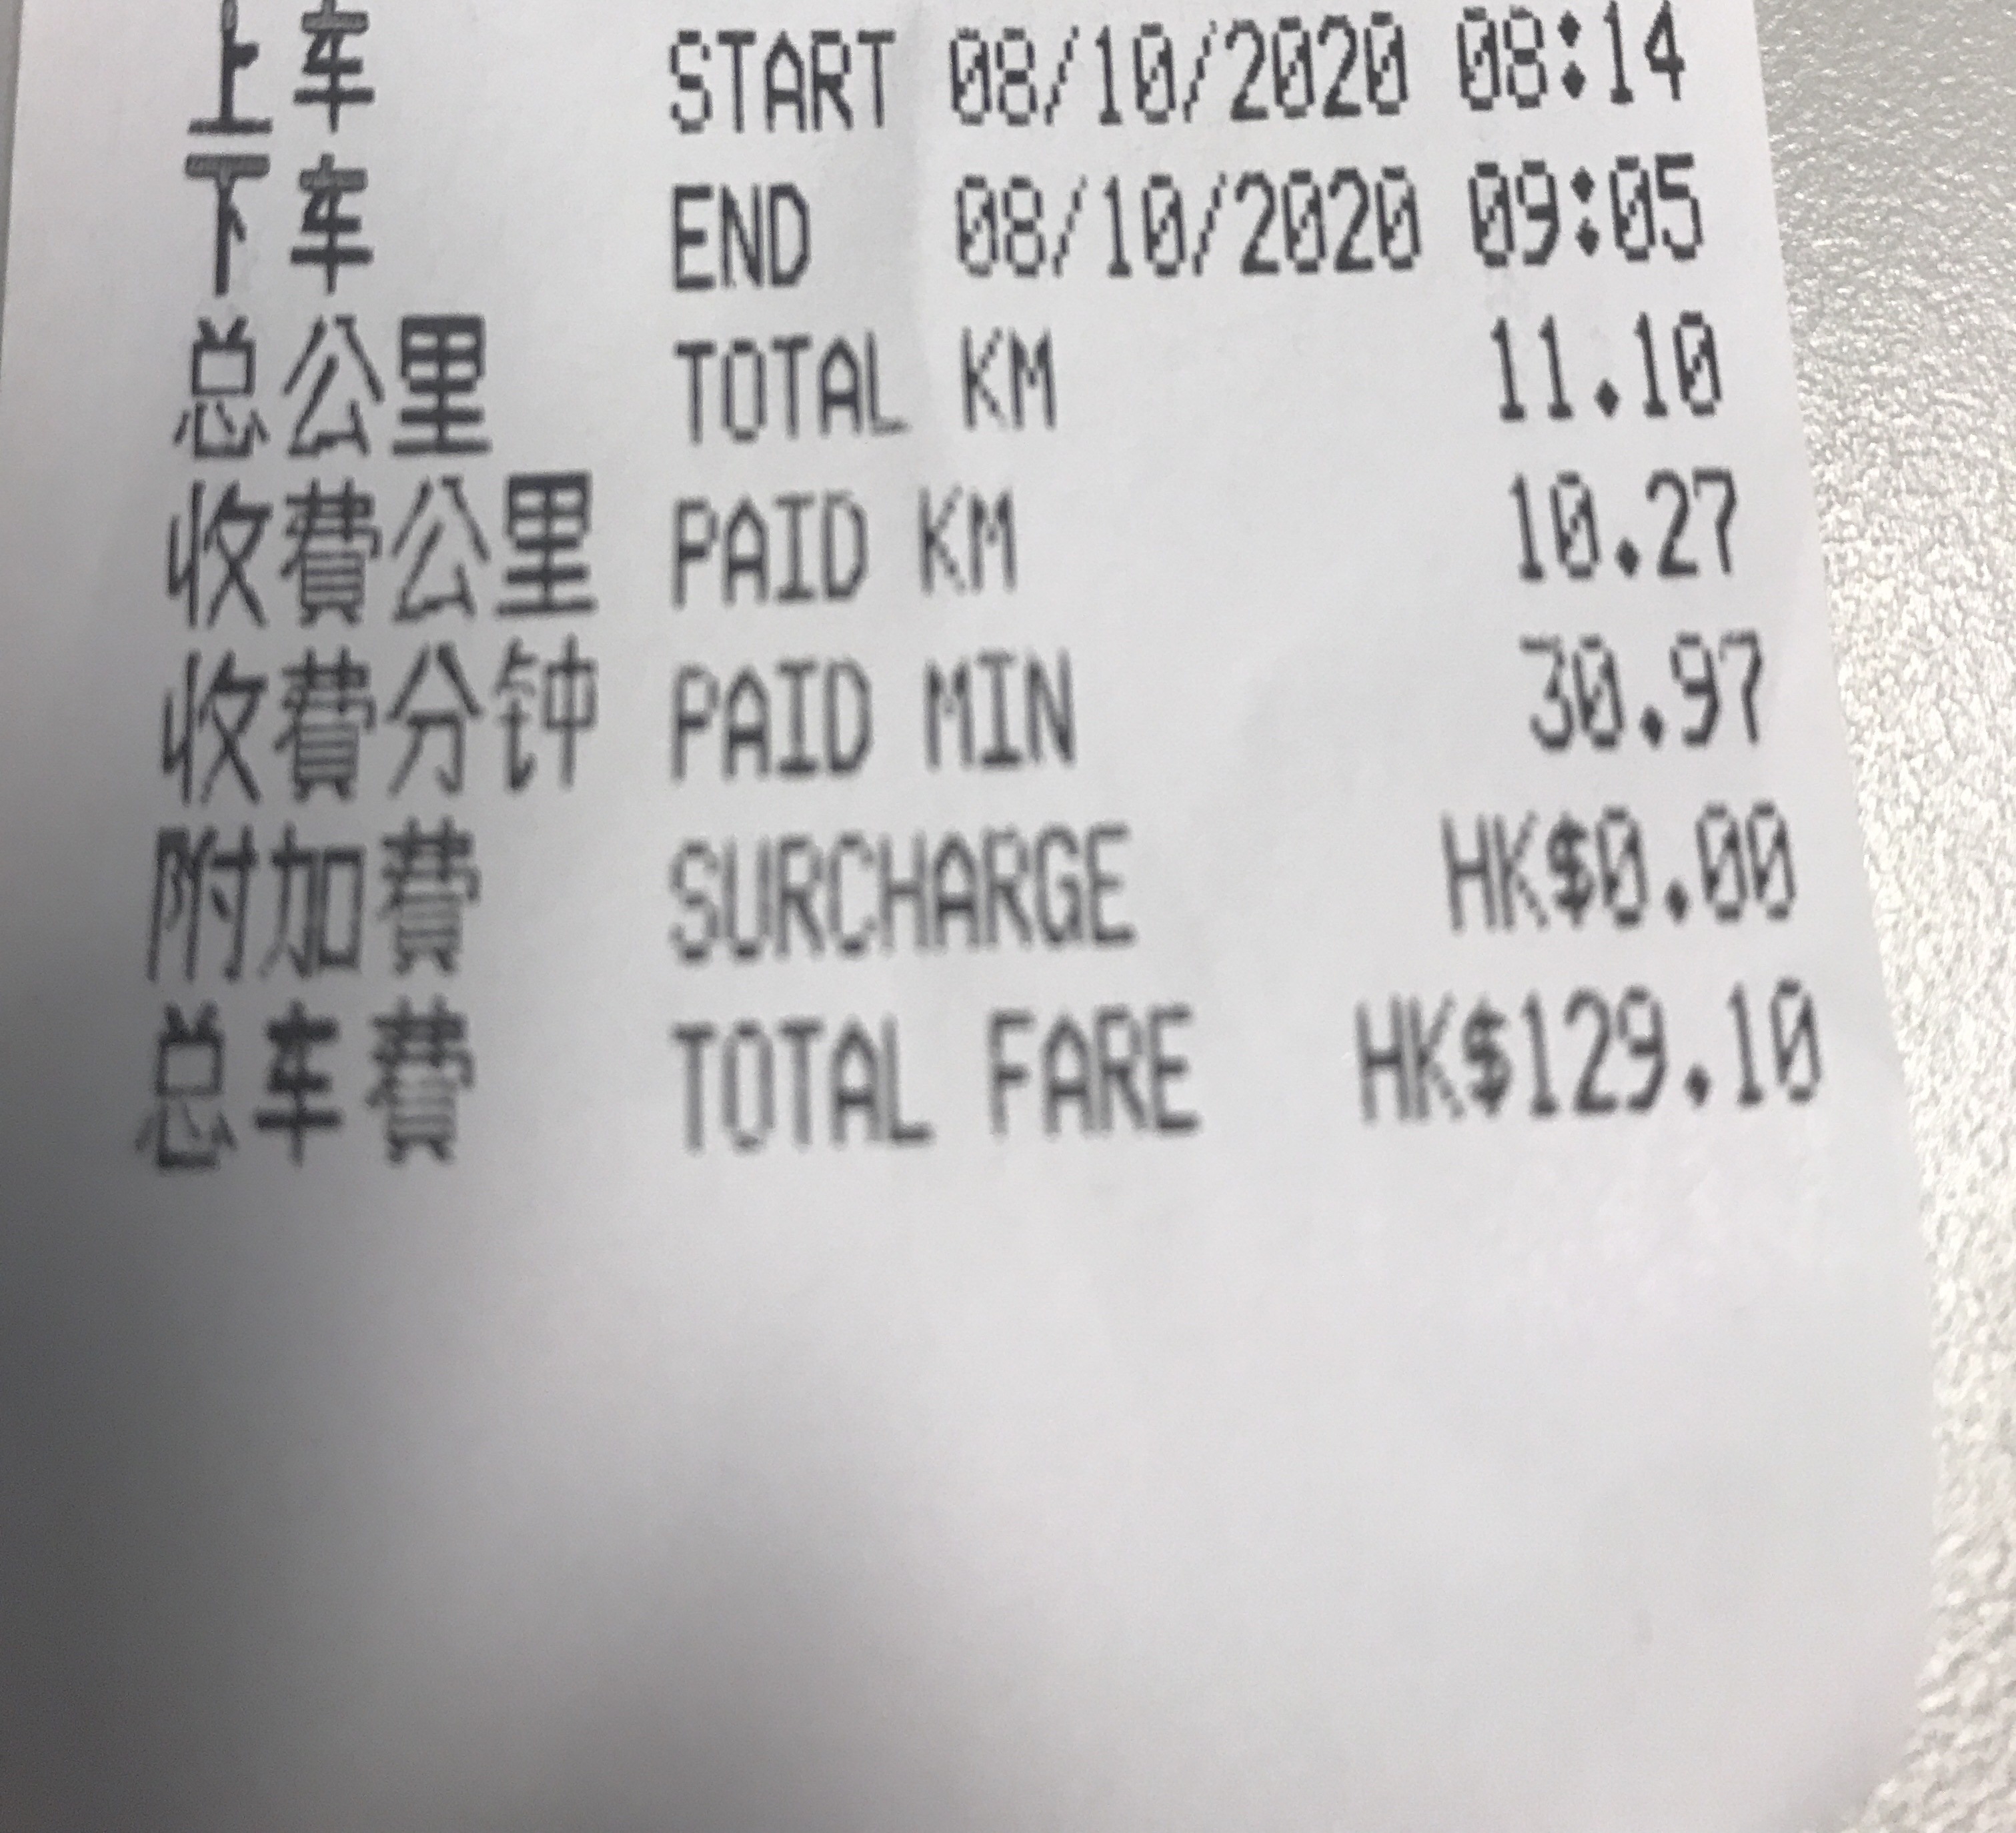 上车 START 08/10/2020 08:14
下车 END 08/10/2020 09:05
总公里 TOTAL KM 11.10
收費公里 PAID KM 10.27
收費分钟 PAID MIN 30.97
附加費 SURCHARGE HK$0.00
总车費 TOTAL FARE HK$129.10